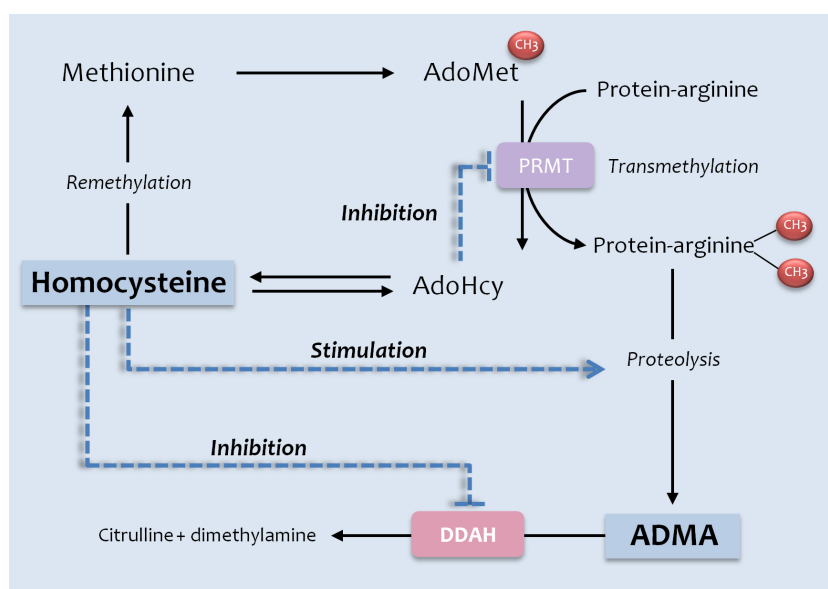 CH3
Methionine
AdoMet
Protein-arginine
PRMT
Transmethylation
Remethylation
Inhibition
CH3
Protein-arginine
CH3
Homocysteine
AdoHcy
Stimulation
Proteolysis
Inhibition
Citrulline + dimethylamine
DDAH
ADMA